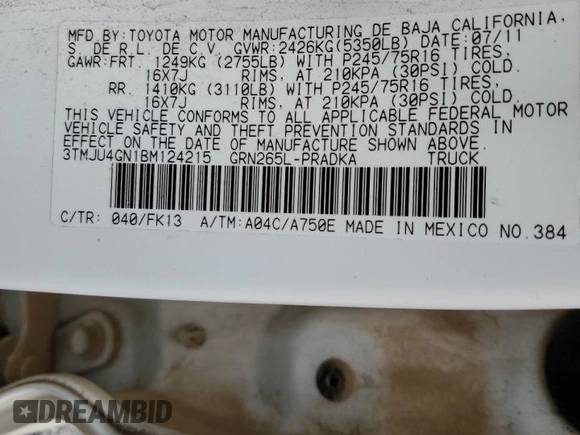 MFD.BY:TOYOTA MOTOR MANUFACTURING DE BAJA CALIFORNIA,
S. DE R.L. DE C.V. GVWR:2426KG(5350LB) DATE:07/11
GAWR:FRT. 1249KG (2755LB) WITH P245/75R16 TIRES,
16X7J RIMS, AT 210KPA (30PSI) COLD.
RR. 1410KG (3110LB) WITH P245/75R16 TIRES,
16X7J RIMS, AT 210KPA (30PSI) COLD.
THIS VEHICLE CONFORMS TO ALL APPLICABLE FEDERAL MOTOR
VEHICLE SAFETY AND THEFT PREVENTION STANDARDS IN
EFFECT ON THE DATE OF MANUFACTURE SHOWN ABOVE.
3TMJU4GN1BM124215 GRN265L-PRADKA TRUCK
C/TR: 040/FK13 A/TM:A04C/A750E MADE IN MEXICO NO.384
DREAMBID